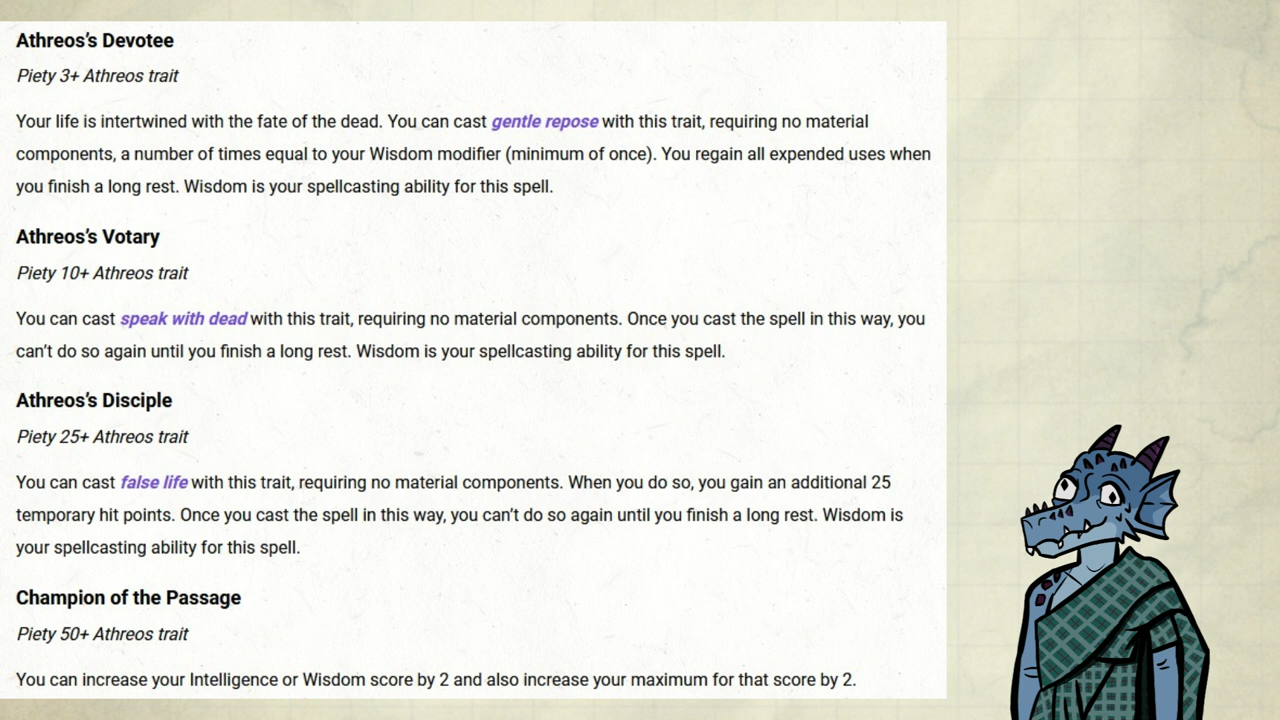 Athreos’s Devotee
Piety 3+ Athreos trait
Your life is intertwined with the fate of the dead. You can cast gentle repose with this trait, requiring no material
components, a number of times equal to your Wisdom modifier (minimum of once). You regain all expended uses when
you finish a long rest. Wisdom is your spellcasting ability for this spell.
Athreos’s Votary
Piety 10+ Athreos trait
You can cast speak with dead with this trait, requiring no material components. Once you cast the spell in this way, you
can’t do so again until you finish a long rest. Wisdom is your spellcasting ability for this spell.
Athreos’s Disciple
Piety 25+ Athreos trait
You can cast false life with this trait, requiring no material components. When you do so, you gain an additional 25
temporary hit points. Once you cast the spell in this way, you can’t do so again until you finish a long rest. Wisdom is
your spellcasting ability for this spell.
Champion of the Passage
Piety 50+ Athreos trait
You can increase your Intelligence or Wisdom score by 2 and also increase your maximum for that score by 2.